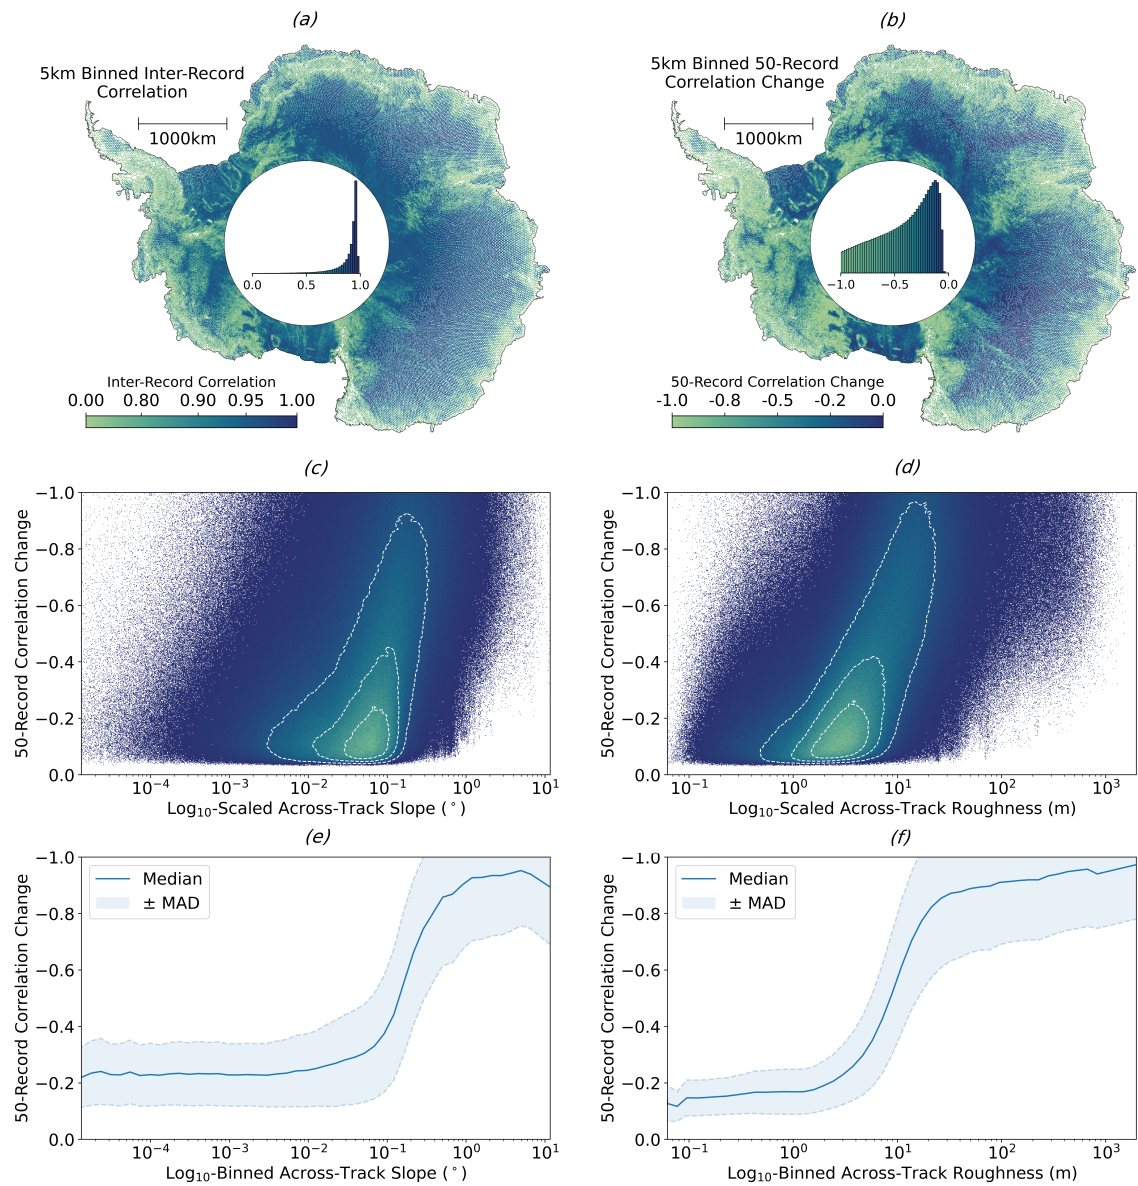 (a)
(b)
5km Binned Inter-Record
Correlation
1000km
0.0 0.5 1.0
Inter-Record Correlation
0.00 0.80 0.90 0.95 1.00
5km Binned 50-Record
Correlation Change
1000km
−1.0 −0.5 0.0
50-Record Correlation Change
-1.0 -0.8 -0.5 -0.2 0.0
(c)
50-Record Correlation Change
−1.0
−0.8
−0.6
−0.4
−0.2
0.0
10⁻⁴ 10⁻³ 10⁻² 10⁻¹ 10⁰ 10¹
Log₁₀-Scaled Across-Track Slope (°)
(d)
50-Record Correlation Change
−1.0
−0.8
−0.6
−0.4
−0.2
0.0
10⁻¹ 10⁰ 10¹ 10² 10³
Log₁₀-Scaled Across-Track Roughness (m)
(e)
50-Record Correlation Change
−1.0
−0.8
−0.6
−0.4
−0.2
0.0
Median
± MAD
10⁻⁴ 10⁻³ 10⁻² 10⁻¹ 10⁰ 10¹
Log₁₀-Binned Across-Track Slope (°)
(f)
50-Record Correlation Change
−1.0
−0.8
−0.6
−0.4
−0.2
0.0
Median
± MAD
10⁻¹ 10⁰ 10¹ 10² 10³
Log₁₀-Binned Across-Track Roughness (m)